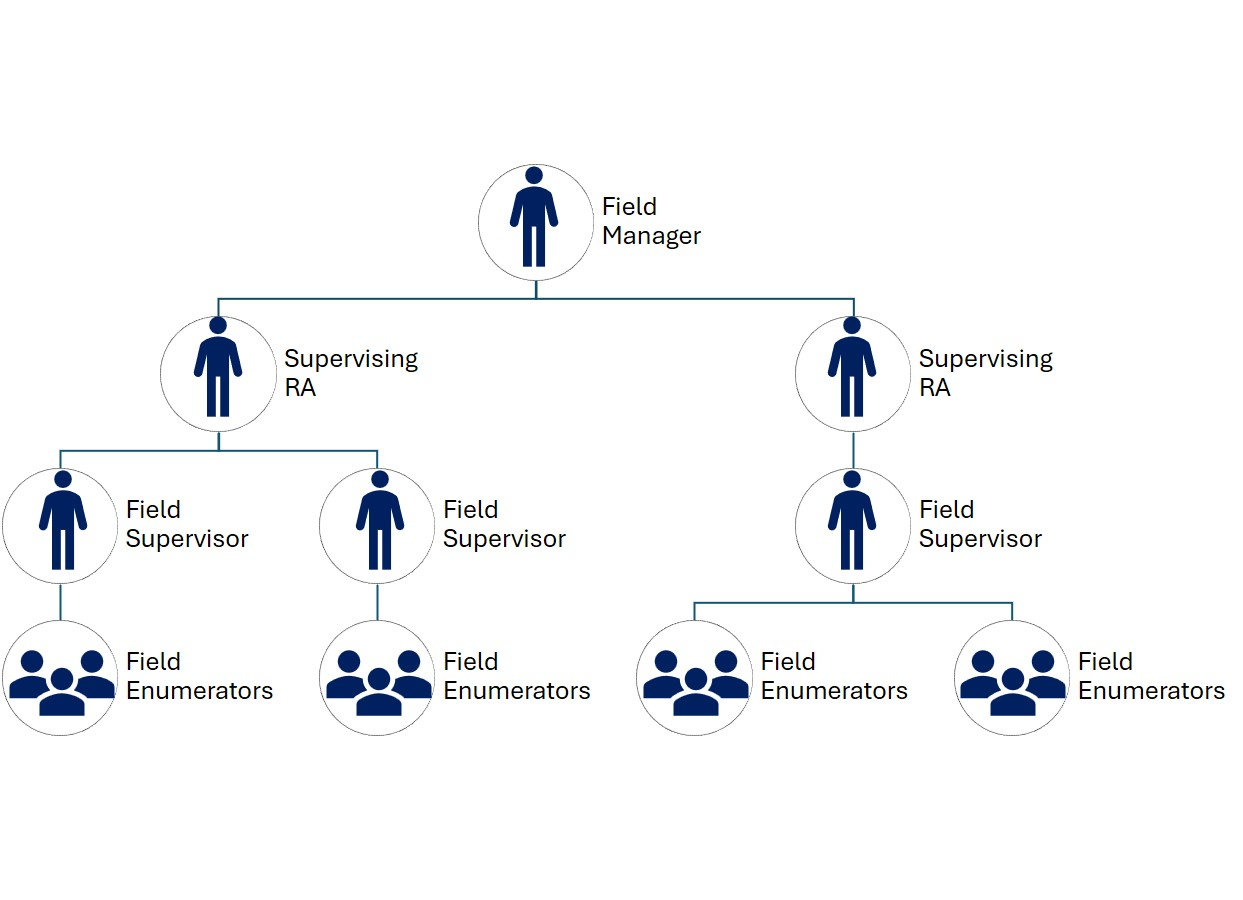 Field
Manager
Supervising
RA
Supervising
RA
Field
Supervisor
Field
Supervisor
Field
Supervisor
Field
Enumerators
Field
Enumerators
Field
Enumerators
Field
Enumerators